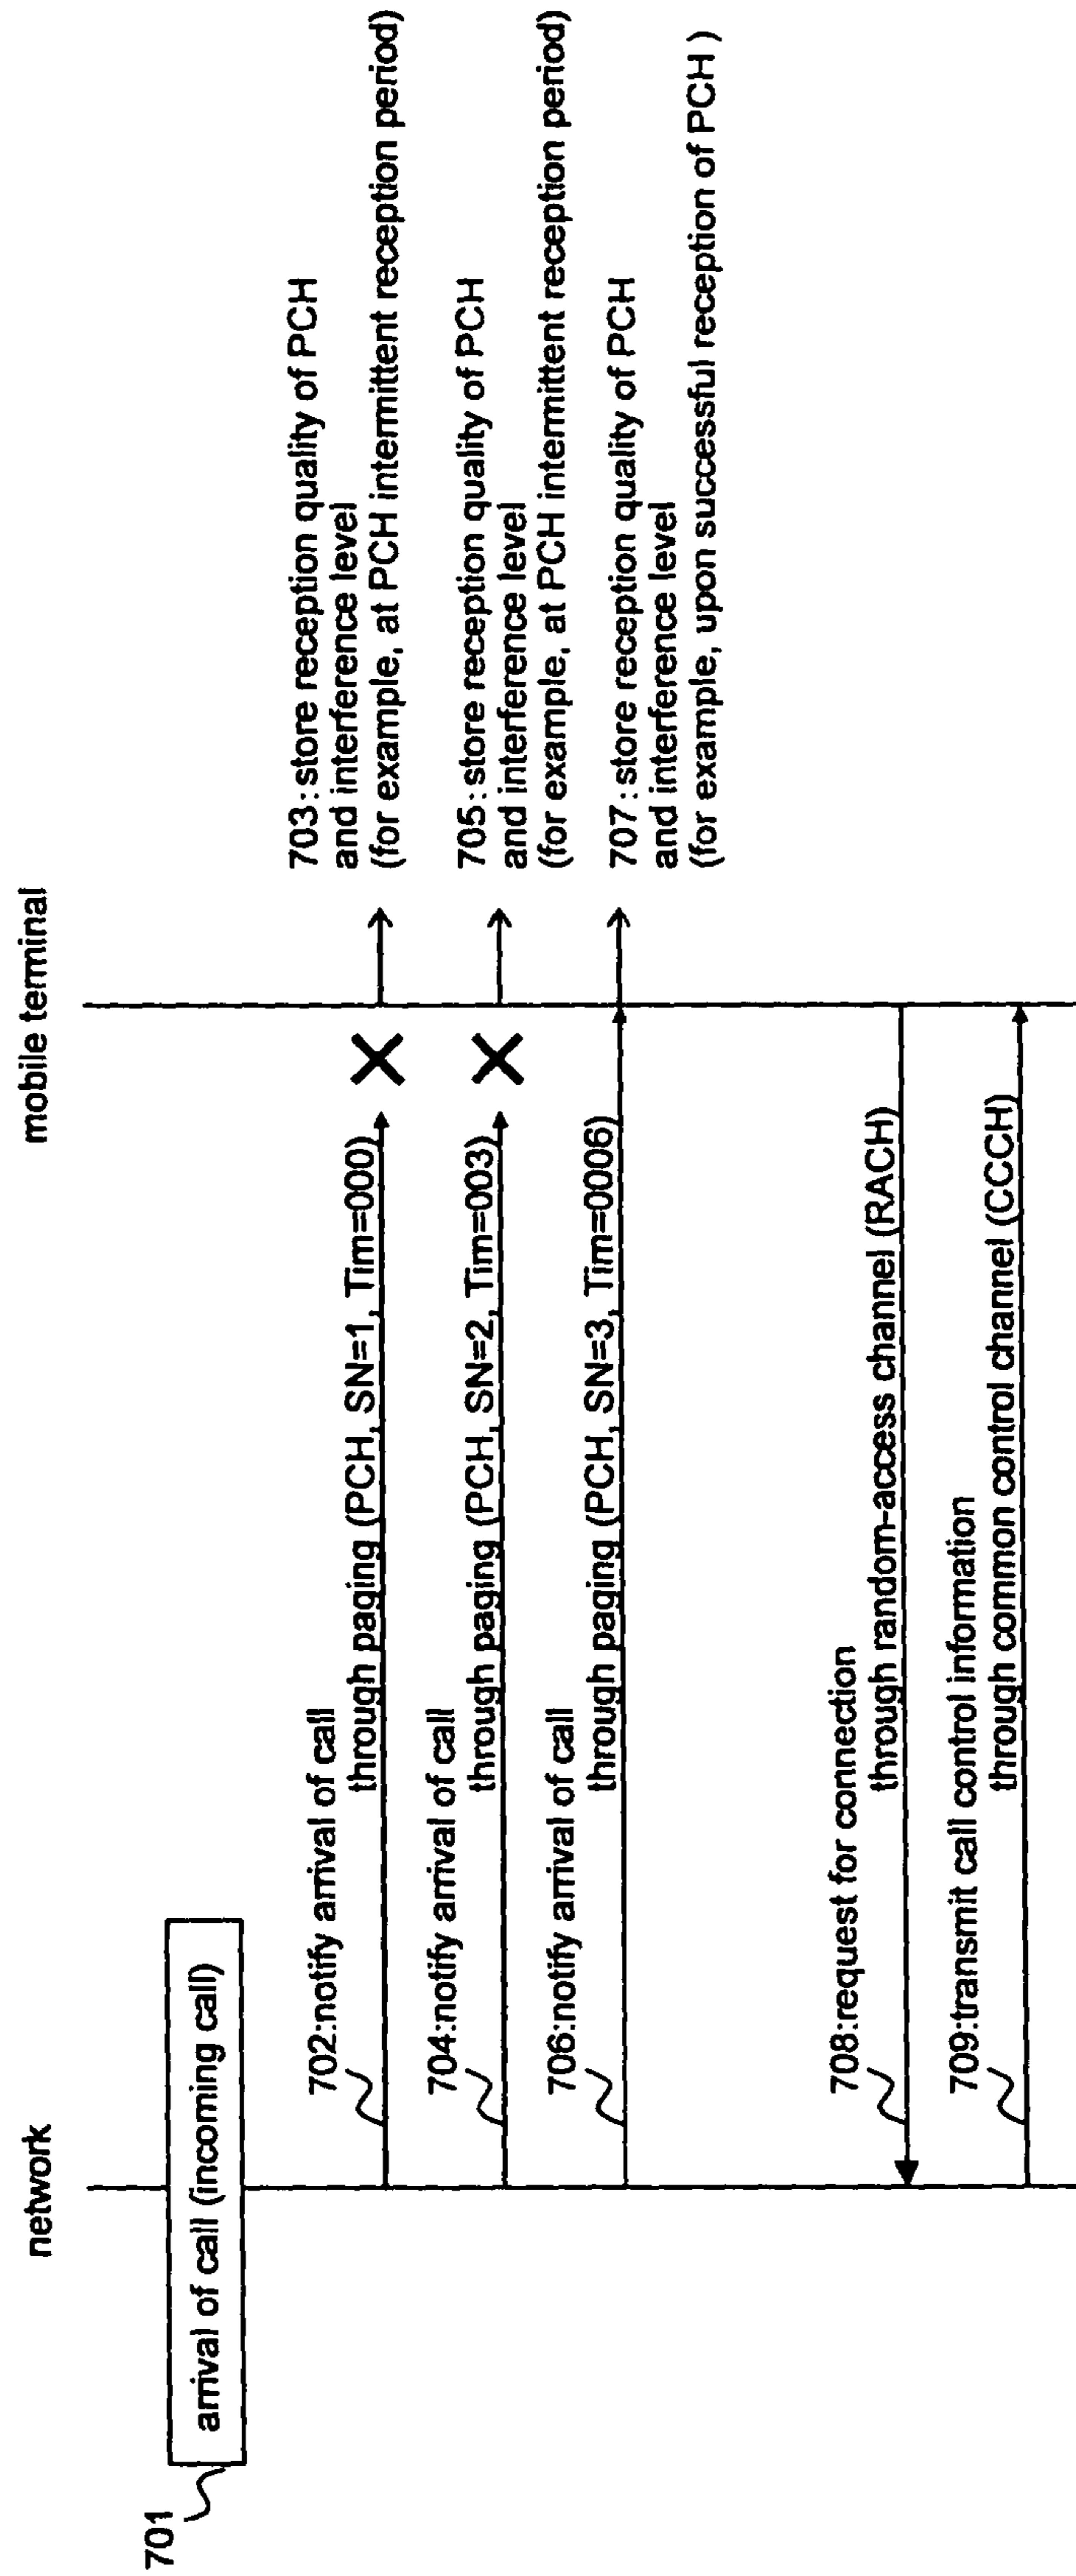 network
mobile terminal
701
arrival of call (incoming call)
702:notify arrival of call
through paging (PCH, SN=1, Tim=000)
703:store reception quality of PCH
and interference level
(for example, at PCH intermittent reception period)
704:notify arrival of call
through paging (PCH, SN=2, Tim=003)
705:store reception quality of PCH
and interference level
(for example, at PCH intermittent reception period)
706:notify arrival of call
through paging (PCH, SN=3, Tim=0006)
707:store reception quality of PCH
and interference level
(for example, upon successful reception of PCH )
708:request for connection
through random-access channel (RACH)
709:transmit call control information
through common control channel (CCCH)